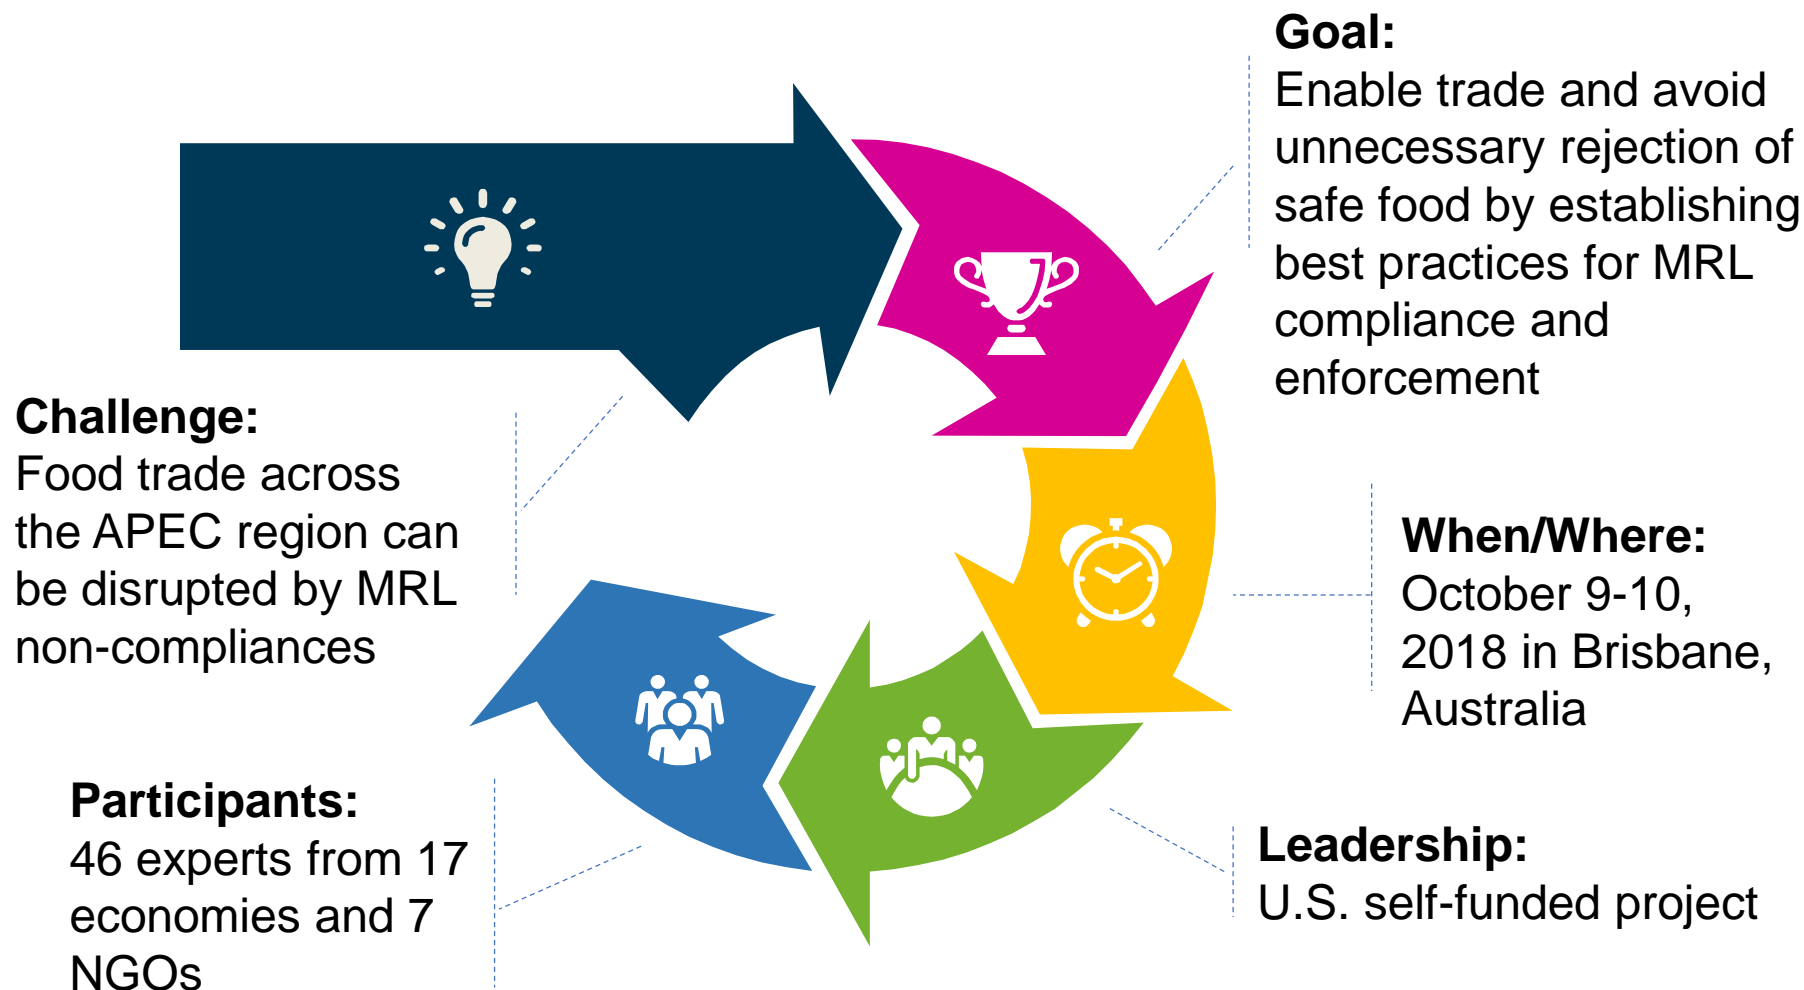 Goal:
Enable trade and avoid
unnecessary rejection of
safe food by establishing
best practices for MRL
compliance and
enforcement
Challenge:
Food trade across
the APEC region can
be disrupted by MRL
non-compliances
When/Where:
October 9-10,
2018 in Brisbane,
Australia
Participants:
46 experts from 17
economies and 7
NGOs
Leadership:
U.S. self-funded project